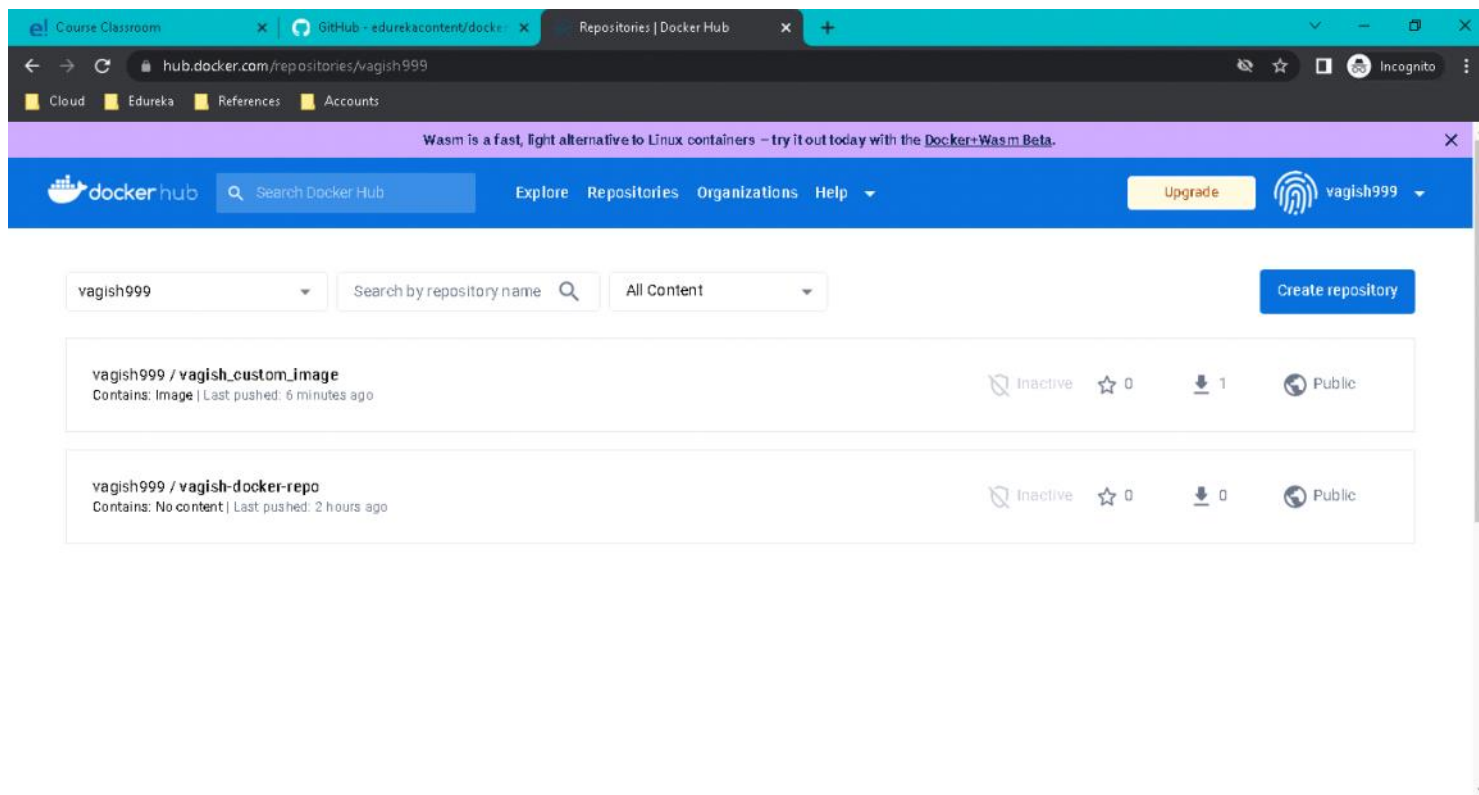 e! Course Classroom GitHub - edurekacontent/docker Repositories | Docker Hub
hub.docker.com/repositories/vagish999 Incognito
Cloud Edureka References Accounts
Wasm is a fast, light alternative to Linux containers – try it out today with the Docker+Wasm Beta.
docker hub Search Docker Hub Explore Repositories Organizations Help Upgrade vagish999
vagish999 Search by repository name All Content Create repository
vagish999 / vagish_custom_image
Contains: Image | Last pushed: 6 minutes ago Inactive 0 1 Public
vagish999 / vagish-docker-repo
Contains: No content | Last pushed: 2 hours ago Inactive 0 0 Public